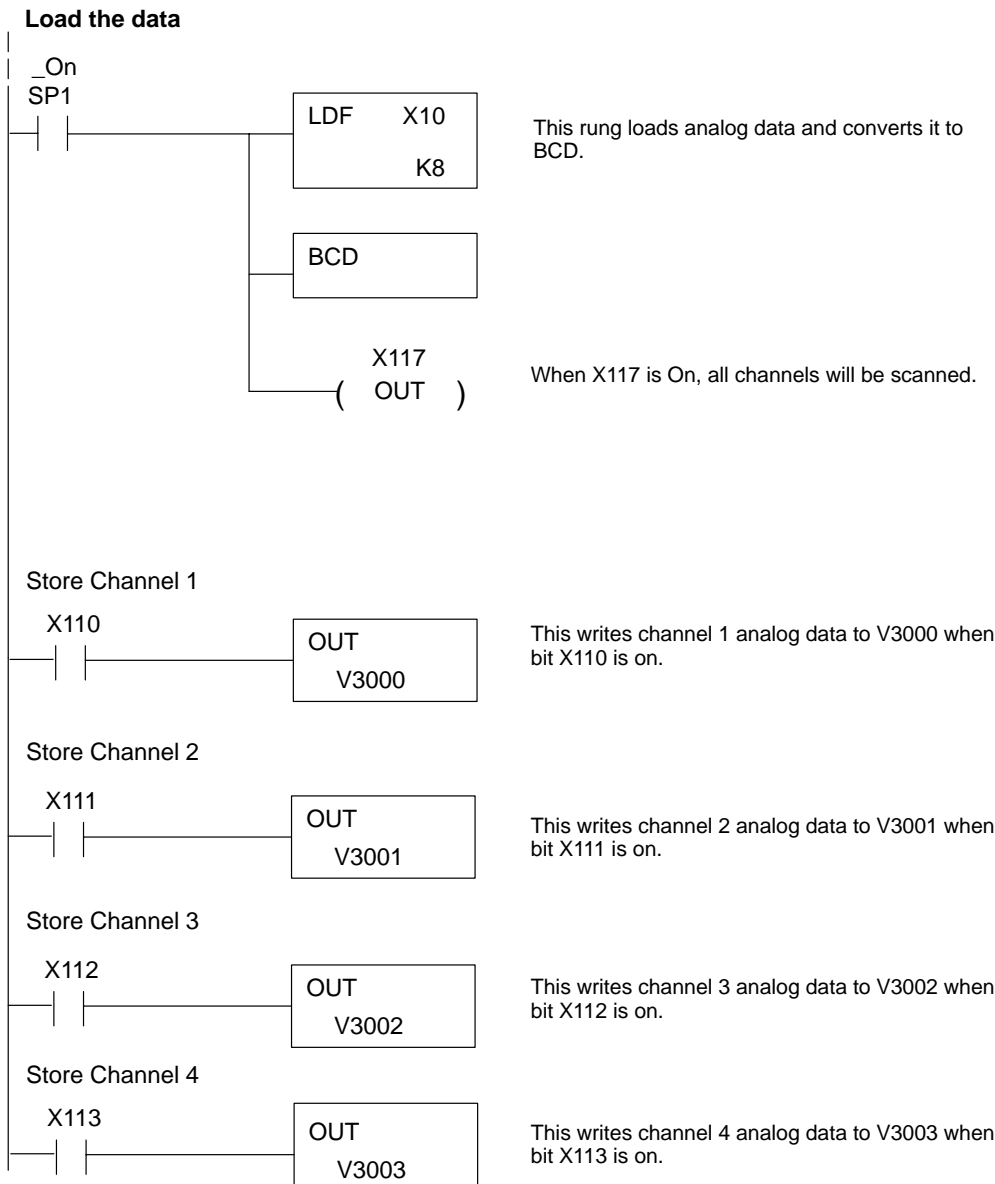 Load the data
_On
SP1
LDF X10
K8
This rung loads analog data and converts it to
BCD.
BCD
X117
( OUT )
When X117 is On, all channels will be scanned.
Store Channel 1
X110
OUT
V3000
This writes channel 1 analog data to V3000 when
bit X110 is on.
Store Channel 2
X111
OUT
V3001
This writes channel 2 analog data to V3001 when
bit X111 is on.
Store Channel 3
X112
OUT
V3002
This writes channel 3 analog data to V3002 when
bit X112 is on.
Store Channel 4
X113
OUT
V3003
This writes channel 4 analog data to V3003 when
bit X113 is on.